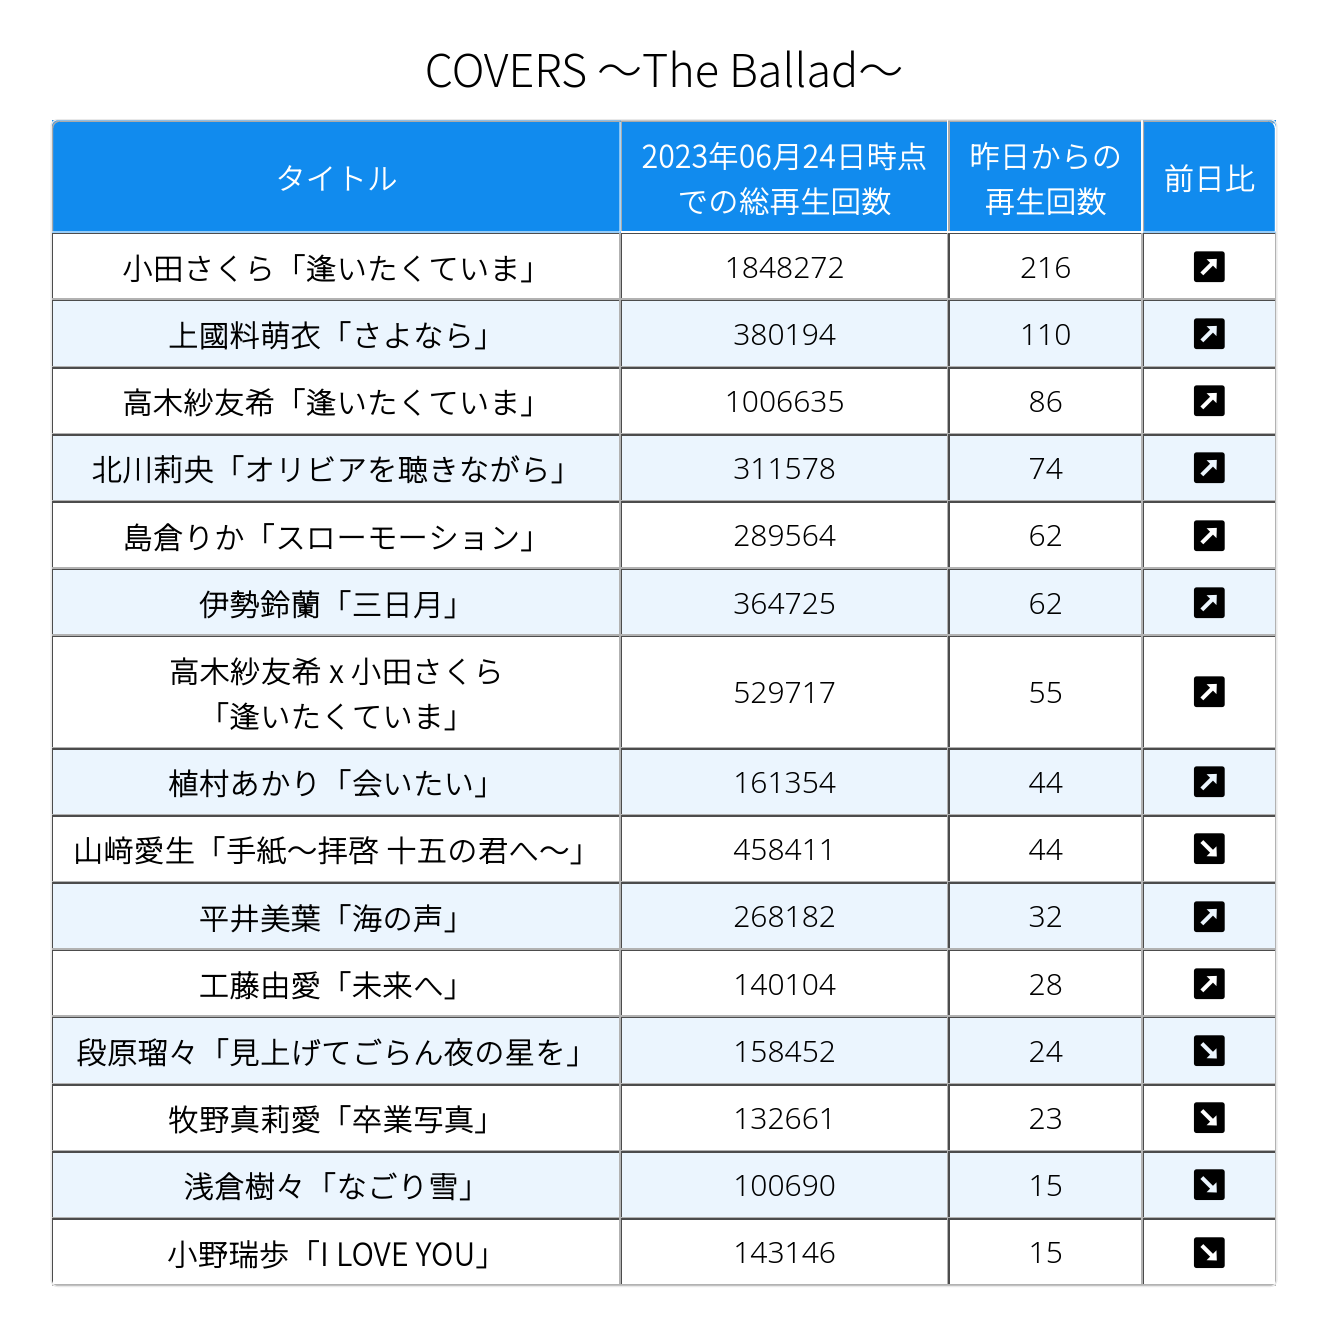 COVERS ～The Ballad～
タイトル
2023年06月24日時点
での総再生回数
昨日からの
再生回数
前日比
小田さくら「逢いたくていま」 1848272 216 ↗
上國料萌衣「さよなら」 380194 110 ↗
高木紗友希「逢いたくていま」 1006635 86 ↗
北川莉央「オリビアを聴きながら」 311578 74 ↗
島倉りか「スローモーション」 289564 62 ↗
伊勢鈴蘭「三日月」 364725 62 ↗
高木紗友希 x 小田さくら
「逢いたくていま」 529717 55 ↗
植村あかり「会いたい」 161354 44 ↗
山﨑愛生「手紙～拝啓 十五の君へ～」 458411 44 ↘
平井美葉「海の声」 268182 32 ↗
工藤由愛「未来へ」 140104 28 ↗
段原瑠々「見上げてごらん夜の星を」 158452 24 ↘
牧野真莉愛「卒業写真」 132661 23 ↘
浅倉樹々「なごり雪」 100690 15 ↘
小野瑞歩「I LOVE YOU」 143146 15 ↘